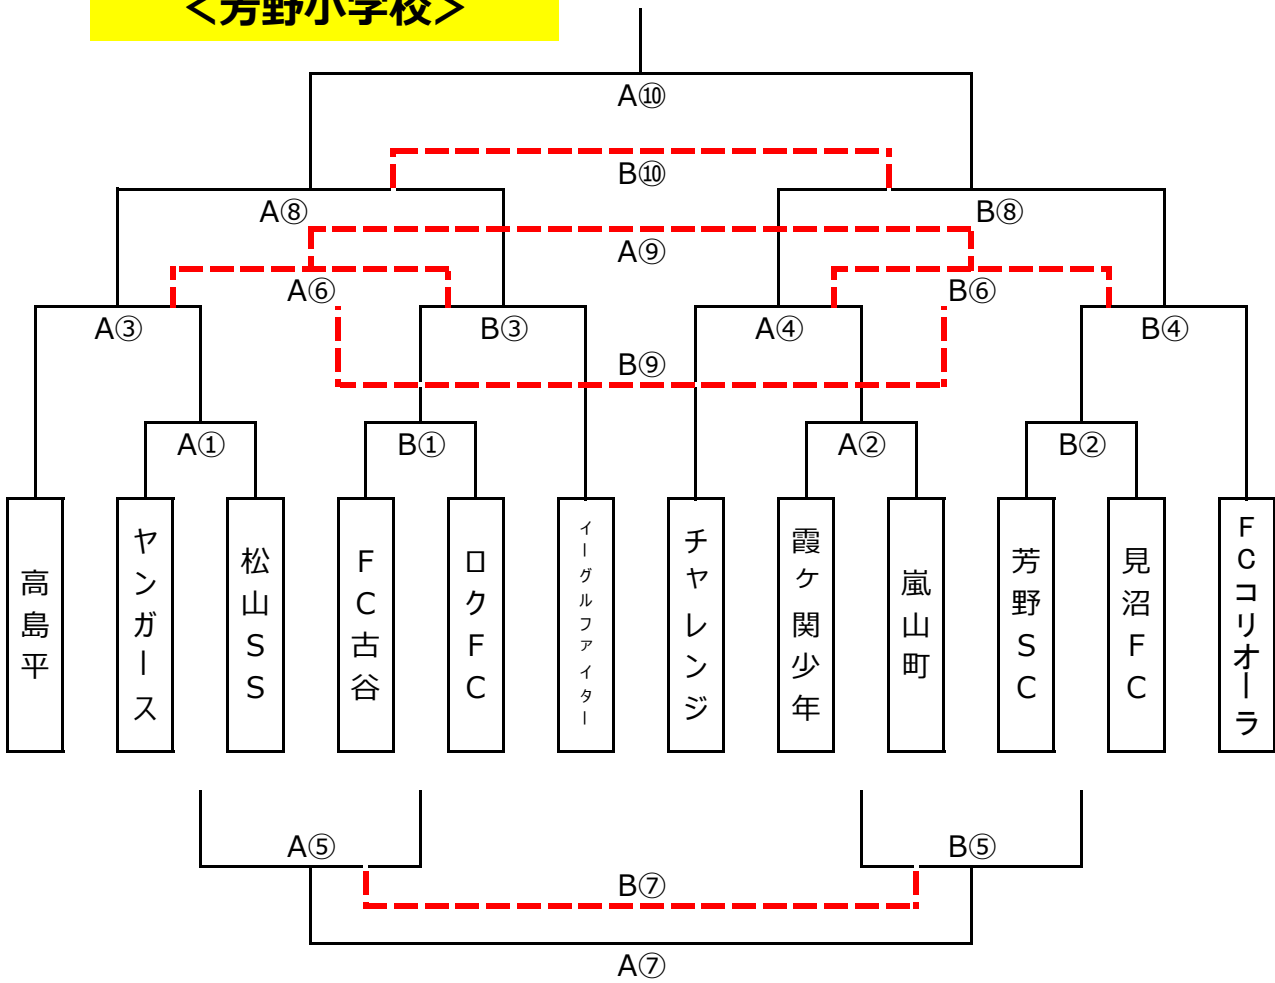 <芳野小学校>
A⑩
B⑩
A⑧
B⑧
A⑨
A⑥
B⑥
A③
B③
A④
B④
B⑨
A①
B①
A②
B②
高島平
ヤンガース
松山SS
FC古谷
ロクFC
イーグルファイター
チャレンジ
霞ヶ関少年
嵐山町
芳野SC
見沼FC
FCコリオーラ
A⑤
B⑤
B⑦
A⑦